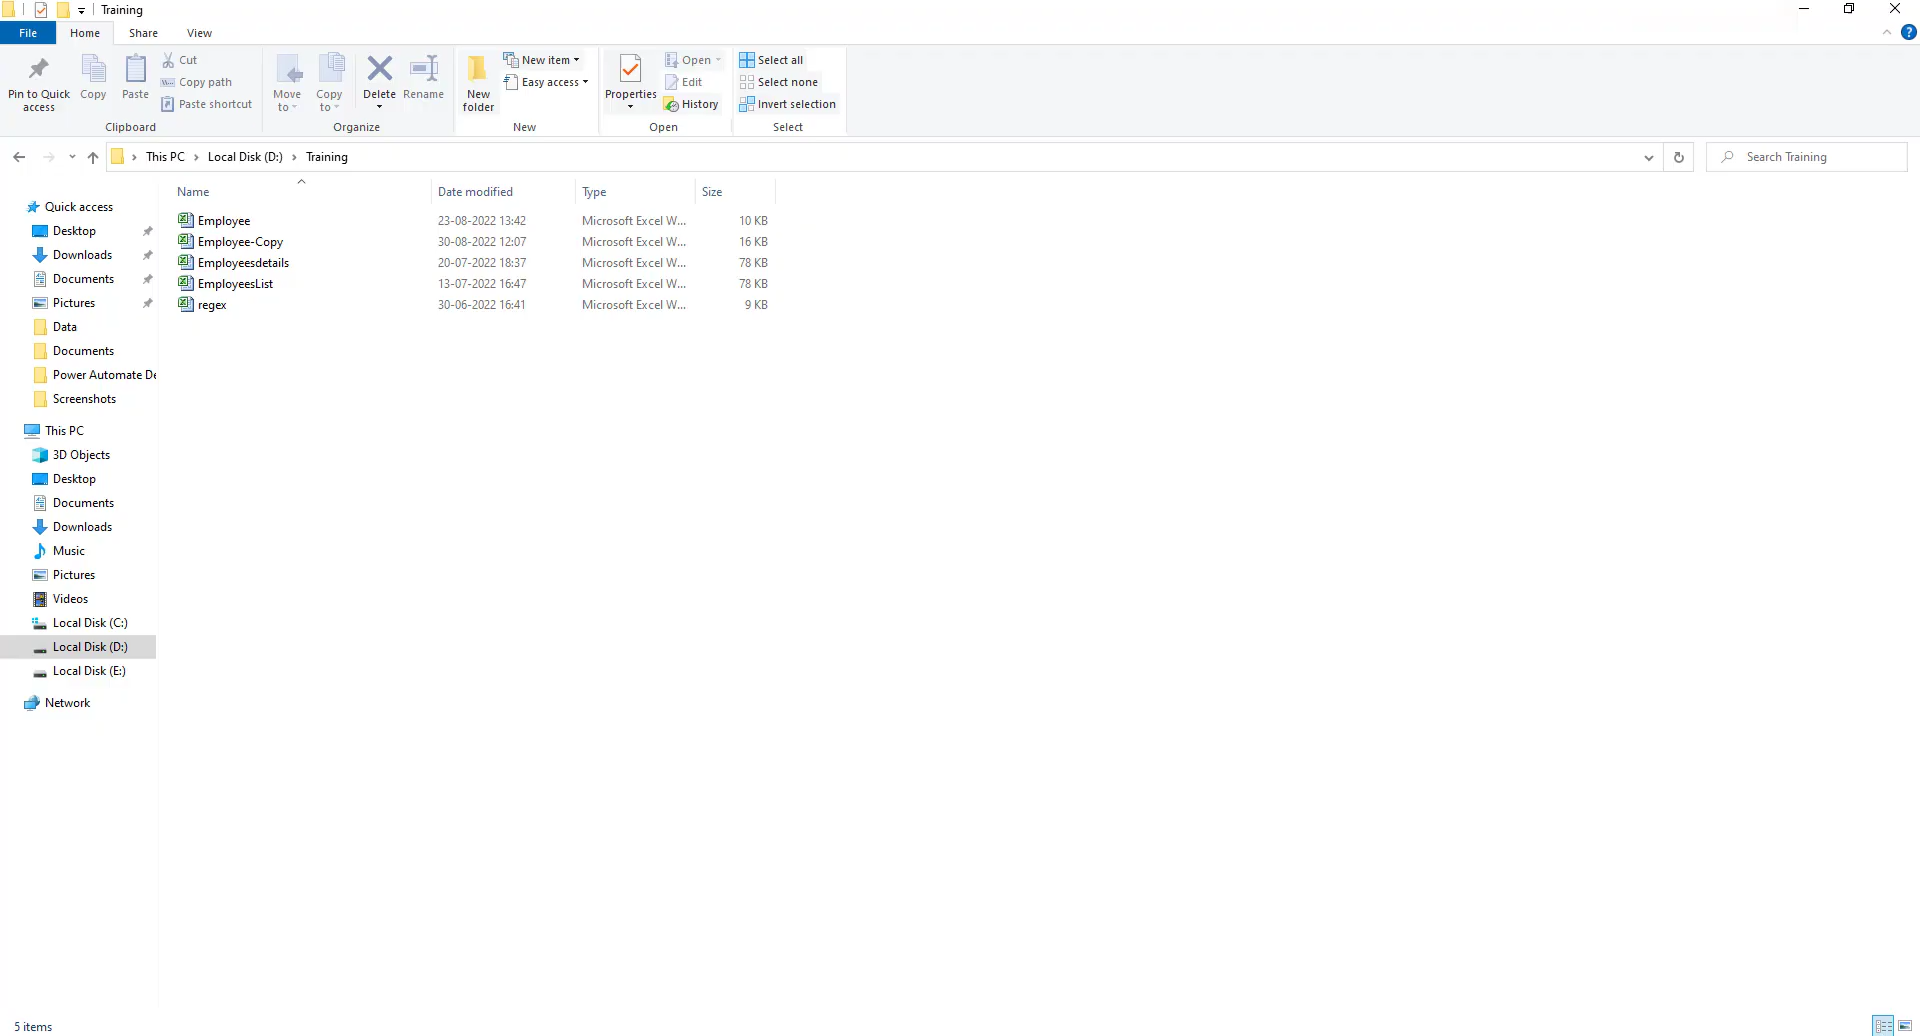 Training
File Home Share View
Pin to Quick access
Copy
Paste
Cut
Copy path
Paste shortcut
Clipboard
Move to
Copy to
Delete
Rename
Organize
New folder
New item
Easy access
New
Properties
Open
Edit
History
Open
Select all
Select none
Invert selection
Select
This PC Local Disk (D:) Training
Search Training
Name Date modified Type Size
Employee 23-08-2022 13:42 Microsoft Excel W... 10 KB
Employee-Copy 30-08-2022 12:07 Microsoft Excel W... 16 KB
Employeesdetails 20-07-2022 18:37 Microsoft Excel W... 78 KB
EmployeesList 13-07-2022 16:47 Microsoft Excel W... 78 KB
regex 30-06-2022 16:41 Microsoft Excel W... 9 KB
Quick access
Desktop
Downloads
Documents
Pictures
Data
Documents
Power Automate De
Screenshots
This PC
3D Objects
Desktop
Documents
Downloads
Music
Pictures
Videos
Local Disk (C:)
Local Disk (D:)
Local Disk (E:)
Network
5 items